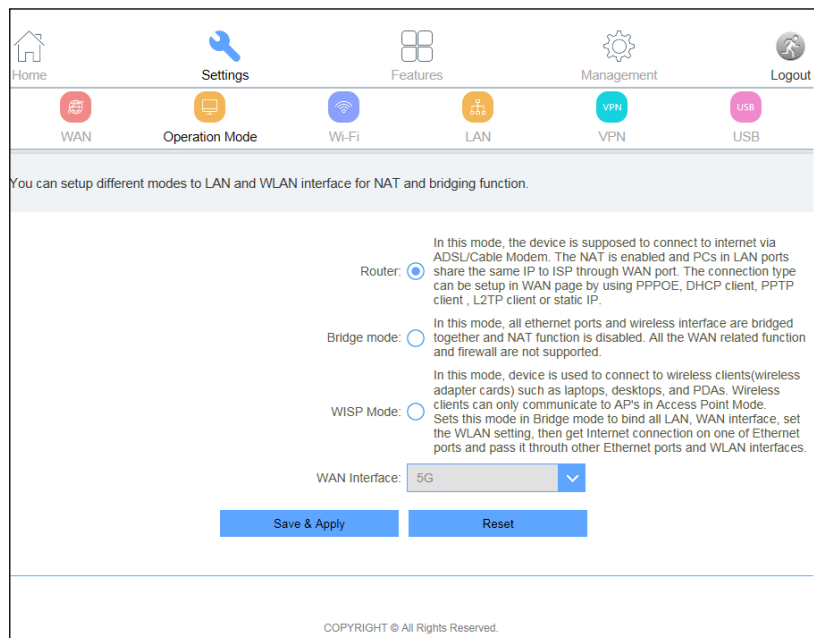 Home Settings Features Management Logout
WAN Operation Mode Wi-Fi LAN VPN VPN USB USB
You can setup different modes to LAN and WLAN interface for NAT and bridging function.
In this mode, the device is supposed to connect to internet via
ADSL/Cable Modem. The NAT is enabled and PCs in LAN ports
Router: share the same IP to ISP through WAN port. The connection type
can be setup in WAN page by using PPPOE, DHCP client, PPTP
client , L2TP client or static IP.
In this mode, all ethernet ports and wireless interface are bridged
Bridge mode: together and NAT function is disabled. All the WAN related function
and firewall are not supported.
In this mode, device is used to connect to wireless clients(wireless
adapter cards) such as laptops, desktops, and PDAs. Wireless
WISP Mode: clients can only communicate to AP's in Access Point Mode.
Sets this mode in Bridge mode to bind all LAN, WAN interface, set
the WLAN setting, then get Internet connection on one of Ethernet
ports and pass it throuth other Ethernet ports and WLAN interfaces.
WAN Interface: 5G
Save & Apply Reset
COPYRIGHT © All Rights Reserved.